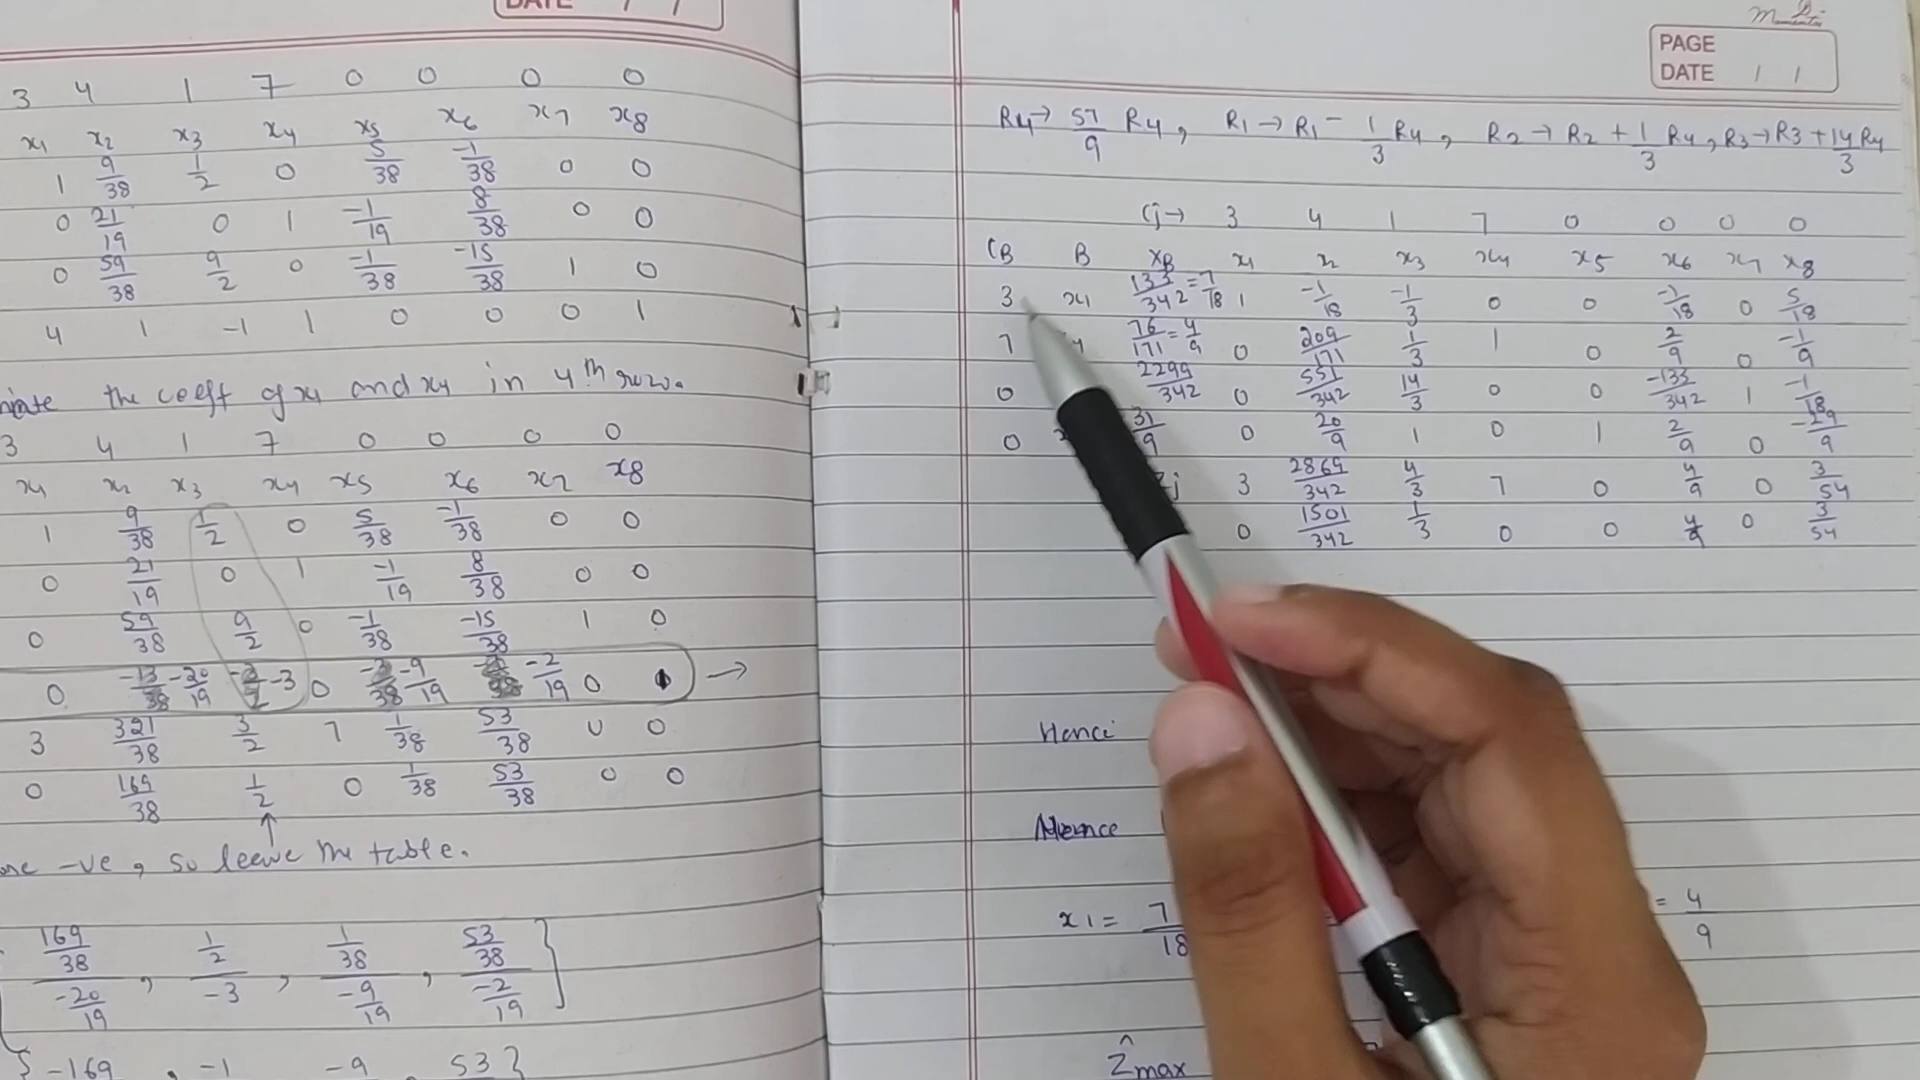 DATE / /
3 4 1 7 0 0 0 0
x1 x2 x3 x4 x5 x6 x7 x8
1 9/38 1/2 0 5/38 -1/38 0 0
0 21/19 0 1 -1/19 8/38 0 0
0 59/38 9/2 0 -1/38 -15/38 1 0
4 1 -1 1 0 0 0 1
the coeff of x1 and x4 in 4th row.
3 4 1 7 0 0 0 0
x1 x2 x3 x4 x5 x6 x7 x8
1 9/38 1/2 0 5/38 -1/38 0 0
0 21/19 0 1 -1/19 8/38 0 0
0 59/38 9/2 0 -1/38 -15/38 1 0
0 -20/19 -3 0 -9/19 -2/19 0 1 →
3 321/38 3/2 7 1/38 53/38 0 0
0 169/38 1/2 0 1/38 53/38 0 0
↑
-ve, so leave the table.
169/38 / -20/19 , 1/2 / -3 , 1/38 / -9/19 , 53/38 / -2/19 }
{ -169 , -1 -9 53 }
PAGE
DATE / /
R4→ 57/9 R4, R1→R1 - 1/3 R4, R2→R2 + 1/3 R4, R3→R3 + 14/3 R4
Cj→ 3 4 1 7 0 0 0 0
CB B XB x1 x2 x3 x4 x5 x6 x7 x8
3 x1 133/342 = 7/18 1 -1/18 -1/3 0 0 -1/18 0 5/18
7 76/171 = 4/9 0 209/171 1/3 1 0 2/9 0 -1/9
0 2299/342 0 551/342 14/3 0 0 -133/342 1 -1/18
0 31/9 0 20/9 1 0 1 2/9 0 -29/9
3 2869/342 4/3 7 0 4/9 0 3/54
0 1501/342 1/3 0 0 4/9 0 3/54
x1 = 7/18 = 4/9
Ẑmax